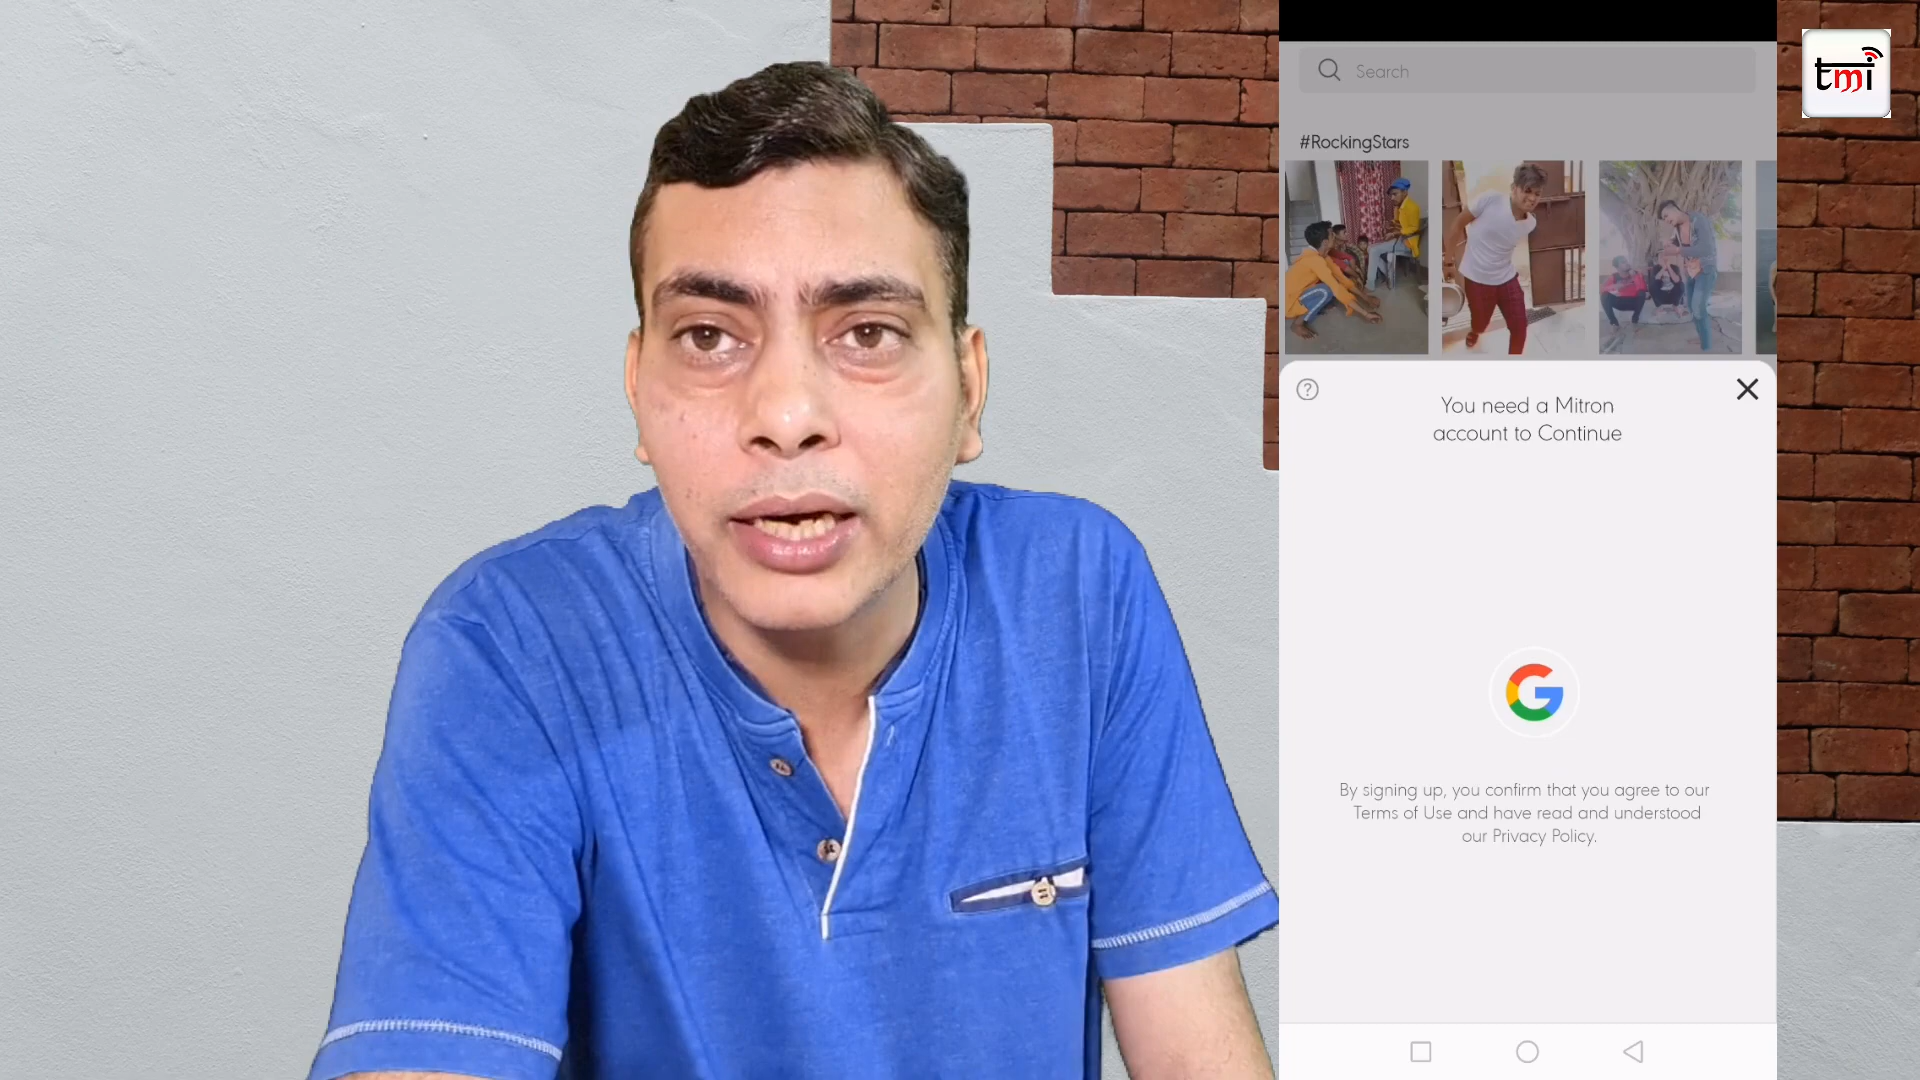 Search
#RockingStars
You need a Mitron
account to Continue
By signing up, you confirm that you agree to our
Terms of Use and have read and understood
our Privacy Policy.
tmi